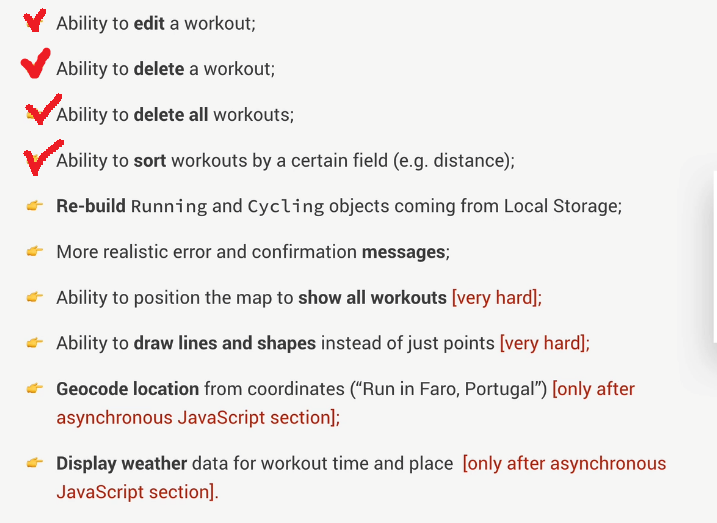 Ability to edit a workout;
Ability to delete a workout;
Ability to delete all workouts;
Ability to sort workouts by a certain field (e.g. distance);
Re-build Running and Cycling objects coming from Local Storage;
More realistic error and confirmation messages;
Ability to position the map to show all workouts [very hard];
Ability to draw lines and shapes instead of just points [very hard];
Geocode location from coordinates (“Run in Faro, Portugal”) [only after
asynchronous JavaScript section];
Display weather data for workout time and place [only after asynchronous
JavaScript section].